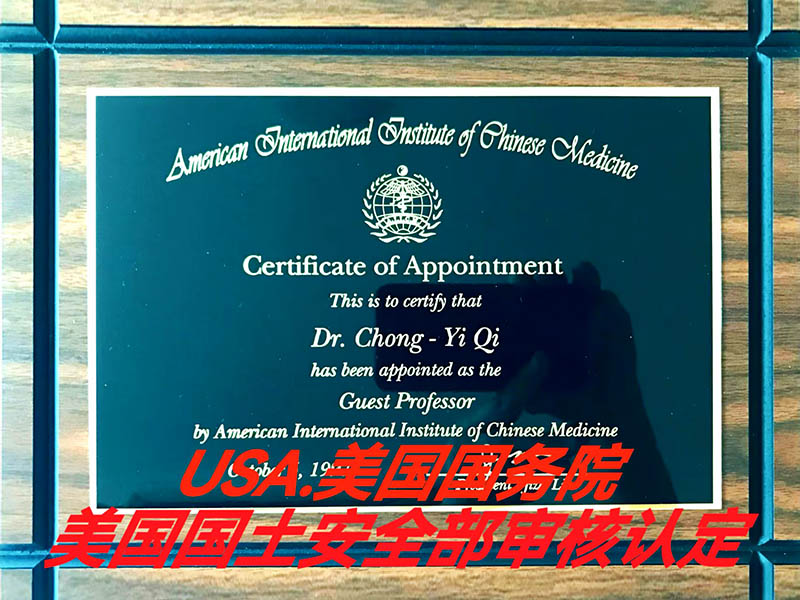 American International Institute of Chinese Medicine
Certificate of Appointment
This is to certify that
Dr. Chong - Yi Qi
has been appointed as the
Guest Professor
by American International Institute of Chinese Medicine
USA.美国国务院
美国国土安全部审核认定